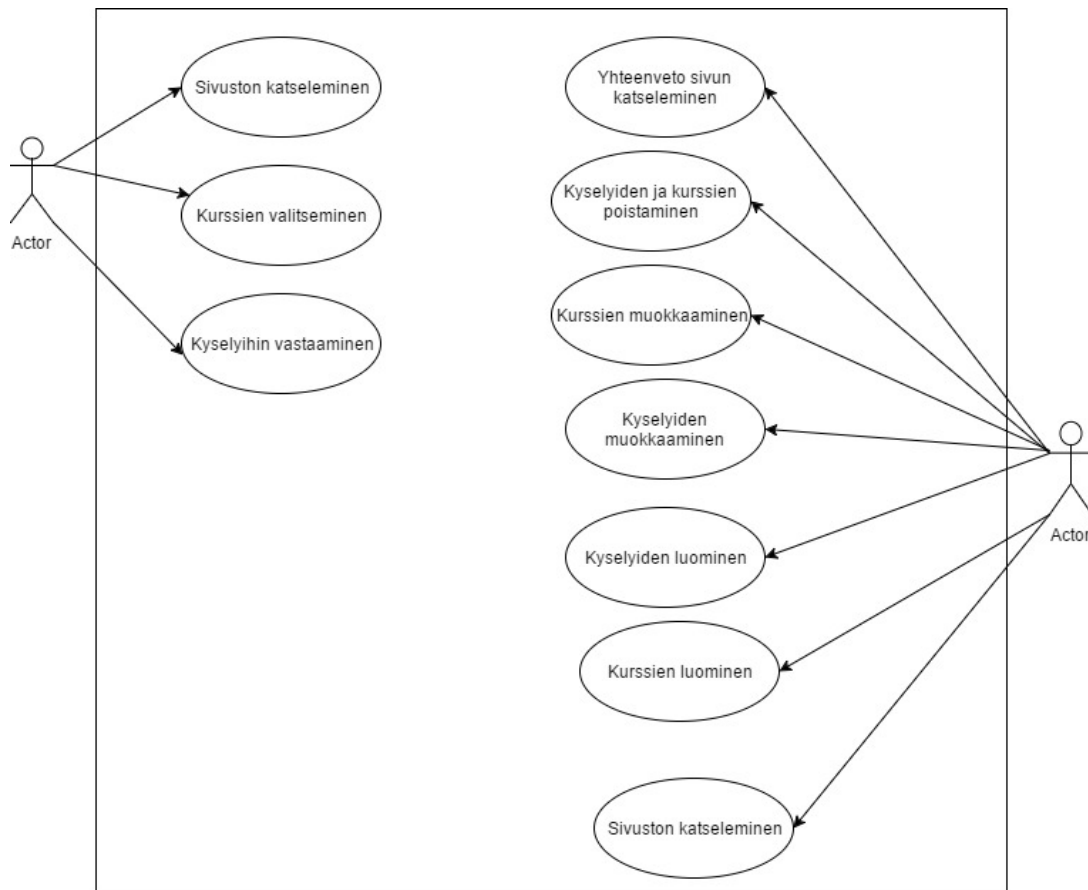 Sivuston katseleminen
Kurssien valitseminen
Actor
Kyselyihin vastaaminen
Yhteenveto sivun
katseleminen
Kyselyiden ja kurssien
poistaminen
Kurssien muokkaaminen
Kyselyiden
muokkaaminen
Kyselyiden luominen
Actor
Kurssien luominen
Sivuston katseleminen